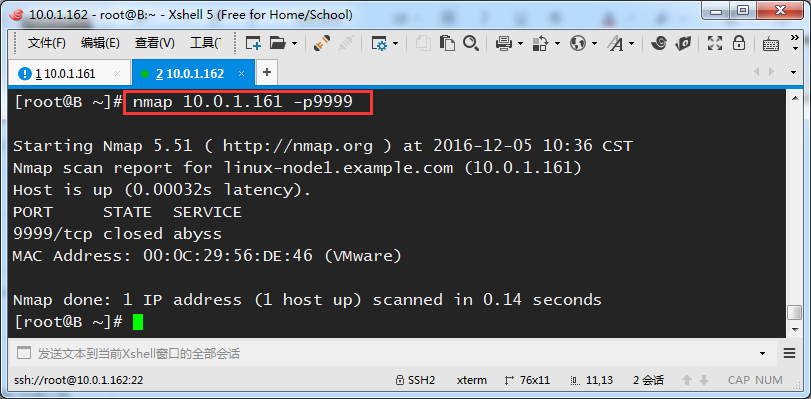 10.0.1.162 - root@B:~ - Xshell 5 (Free for Home/School)
文件(F) 编辑(E) 查看(V) 工具(
1 10.0.1.161 × 2 10.0.1.162 × +
[root@B ~]# nmap 10.0.1.161 -p9999
Starting Nmap 5.51 ( http://nmap.org ) at 2016-12-05 10:36 CST
Nmap scan report for linux-node1.example.com (10.0.1.161)
Host is up (0.00032s latency).
PORT     STATE  SERVICE
9999/tcp closed abyss
MAC Address: 00:0C:29:56:DE:46 (VMware)
Nmap done: 1 IP address (1 host up) scanned in 0.14 seconds
[root@B ~]#
发送文本到当前Xshell窗口的全部会话
ssh://root@10.0.1.162:22 SSH2 xterm 76x11 11,13 2 会话 CAP NUM